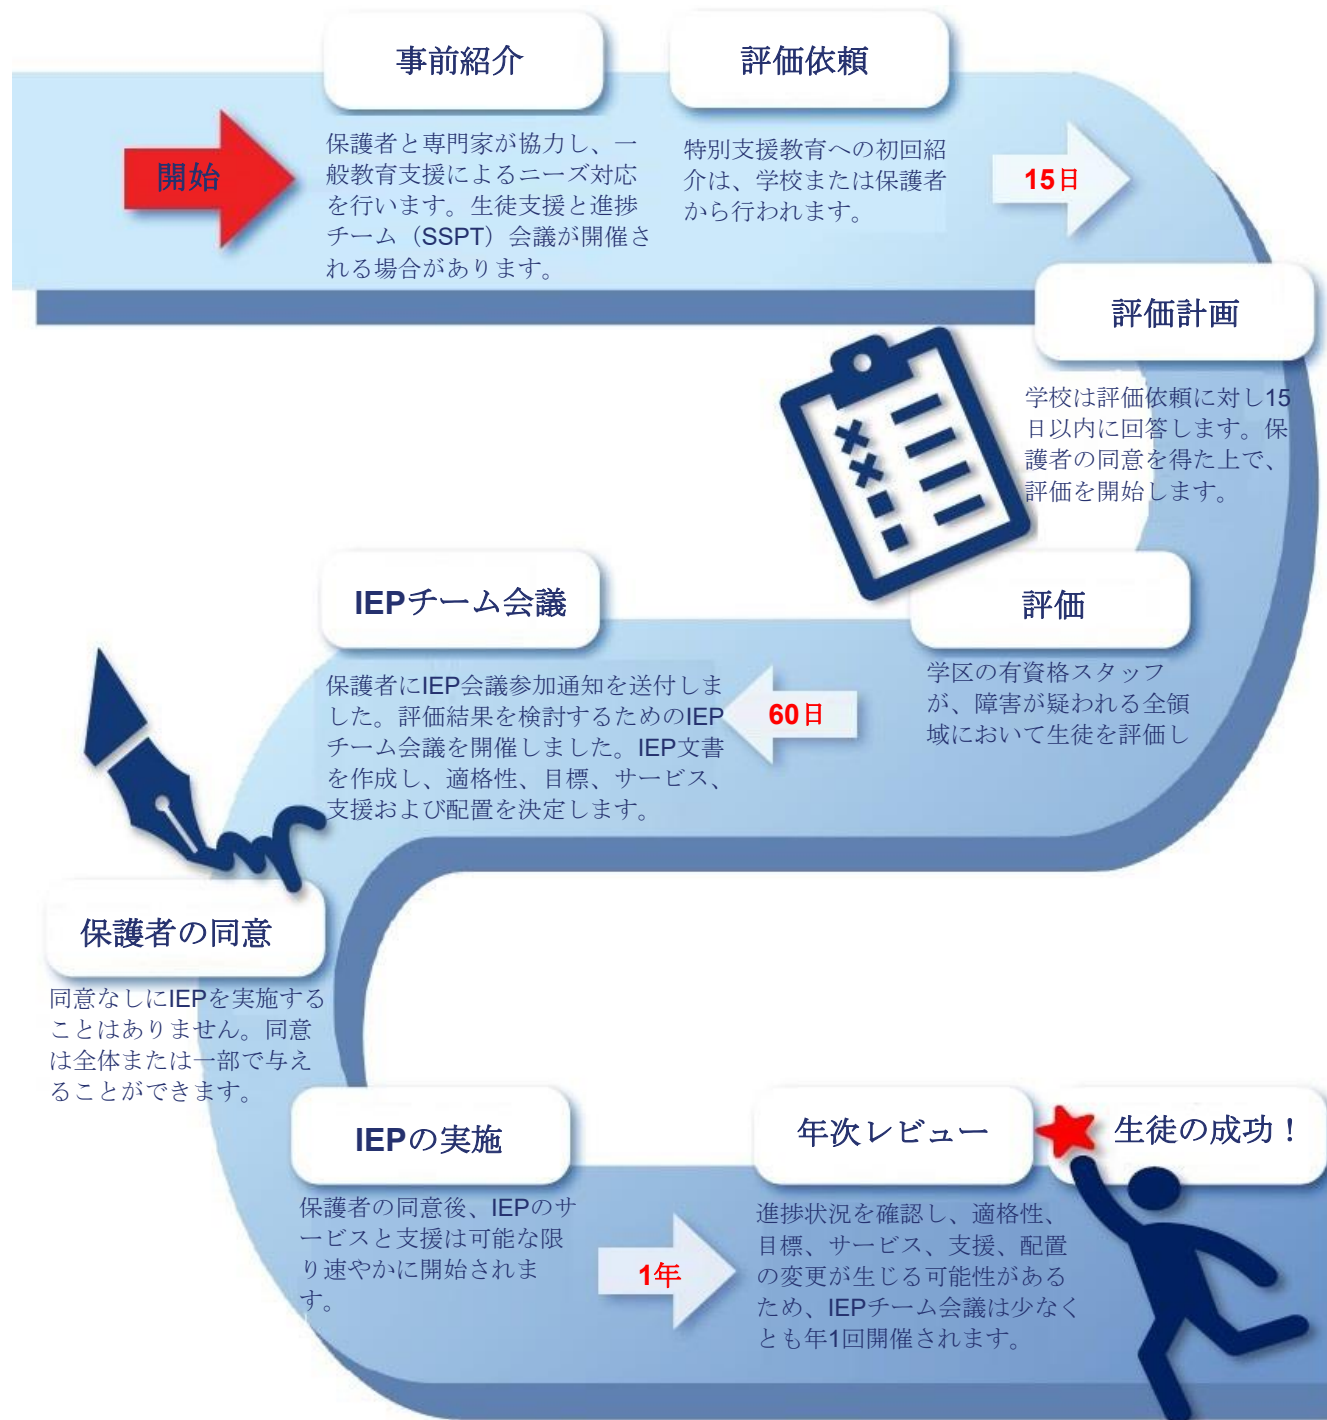 事前紹介
評価依頼
開始
保護者と専門家が協力し、一
般教育支援によるニーズ対応
を行います。生徒支援と進捗
チーム（SSPT）会議が開催さ
れる場合があります。
特別支援教育への初回紹
介は、学校または保護者
から行われます。
15日
評価計画
学校は評価依頼に対し15
日以内に回答します。保
護者の同意を得た上で、
評価を開始します。
評価
学区の有資格スタッフ
が、障害が疑われる全領
域において生徒を評価し
60日
IEPチーム会議
保護者にIEP会議参加通知を送付しま
した。評価結果を検討するためのIEP
チーム会議を開催しました。IEP文書
を作成し、適格性、目標、サービス、
支援および配置を決定します。
保護者の同意
同意なしにIEPを実施する
ことはありません。同意
は全体または一部で与え
ることができます。
IEPの実施
保護者の同意後、IEPのサ
ービスと支援は可能な限
り速やかに開始されま
す。
1年
年次レビュー
進捗状況を確認し、適格性、
目標、サービス、支援、配置
の変更が生じる可能性がある
ため、IEPチーム会議は少なく
とも年1回開催されます。
生徒の成功！